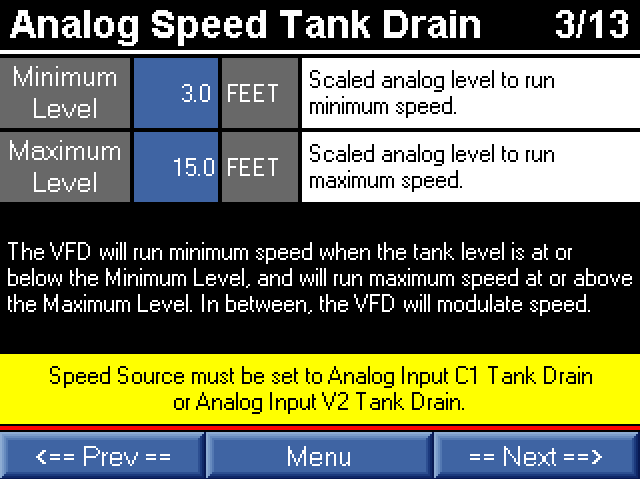 Analog Speed Tank Drain 3/13
Minimum Level 3.0 FEET Scaled analog level to run minimum speed.
Maximum Level 15.0 FEET Scaled analog level to run maximum speed.
The VFD will run minimum speed when the tank level is at or
below the Minimum Level, and will run maximum speed at or above
the Maximum Level. In between, the VFD will modulate speed.
Speed Source must be set to Analog Input C1 Tank Drain
or Analog Input V2 Tank Drain.
<== Prev == Menu == Next ==>